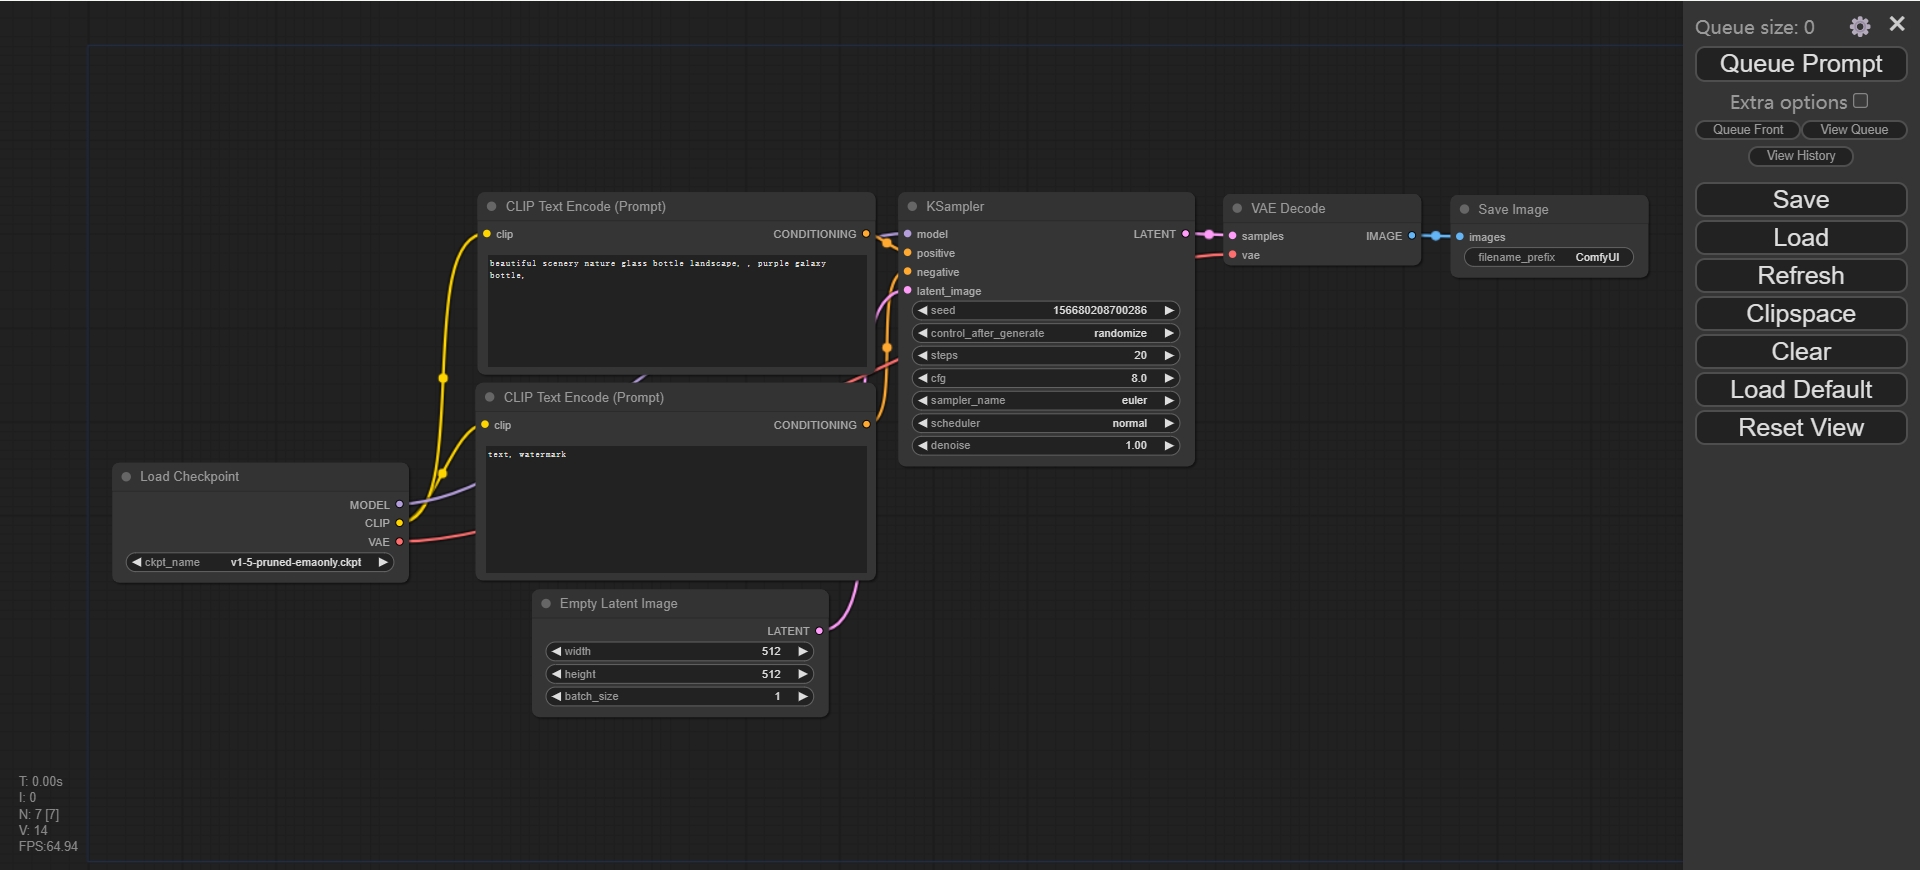 Queue size: 0
Queue Prompt
Extra options
Queue Front
View Queue
View History
Save
Load
Refresh
Clipspace
Clear
Load Default
Reset View
CLIP Text Encode (Prompt)
clip
CONDITIONING
beautiful scenery nature glass bottle landscape, , purple galaxy
bottle,
CLIP Text Encode (Prompt)
clip
CONDITIONING
text, watermark
KSampler
model
LATENT
positive
negative
latent_image
seed 156680208700286
control_after_generate randomize
steps 20
cfg 8.0
sampler_name euler
scheduler normal
denoise 1.00
VAE Decode
samples
IMAGE
vae
Save Image
images
filename_prefix ComfyUI
Load Checkpoint
MODEL
CLIP
VAE
ckpt_name v1-5-pruned-emaonly.ckpt
Empty Latent Image
LATENT
width 512
height 512
batch_size 1
T: 0.00s
I: 0
N: 7 [7]
V: 14
FPS:64.94